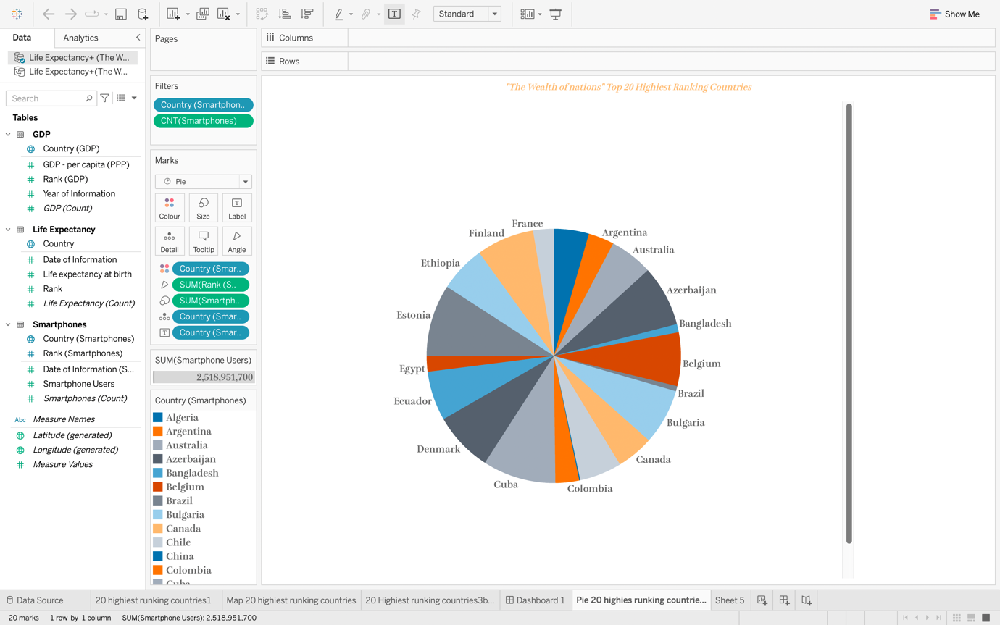 Standard
Show Me
Data
Analytics
Life Expectancy+ (The W...
Life Expectancy+(The W...
Search
Tables
GDP
Country (GDP)
GDP - per capita (PPP)
Rank (GDP)
Year of Information
GDP (Count)
Life Expectancy
Country
Date of Information
Life expectancy at birth
Rank
Life Expectancy (Count)
Smartphones
Country (Smartphones)
Rank (Smartphones)
Date of Information (S...
Smartphone Users
Smartphones (Count)
Abc Measure Names
Latitude (generated)
Longitude (generated)
Measure Values
Pages
Filters
Country (Smartphon..
CNT(Smartphones)
Marks
Pie
Colour Size Label
Detail Tooltip Angle
Country (Smar..
SUM(Rank (S..
SUM(Smartph..
Country (Smar..
T Country (Smar..
SUM(Smartphone Users)
2,518,951,700
Country (Smartphones)
Algeria
Argentina
Australia
Azerbaijan
Bangladesh
Belgium
Brazil
Bulgaria
Canada
Chile
China
Colombia
Cuba
Columns
Rows
"The Wealth of nations" Top 20 Highiest Ranking Countries
France
Argentina
Finland
Australia
Ethiopia
Azerbaijan
Estonia
Bangladesh
Egypt
Belgium
Ecuador
Brazil
Bulgaria
Denmark
Canada
Cuba
Colombia
Data Source
20 highiest runking countries1
Map 20 highiest runking countries
20 Highiest runking countries3b...
Dashboard 1
Pie 20 highies runking countrie...
Sheet 5
20 marks
1 row by 1 column
SUM(Smartphone Users): 2,518,951,700